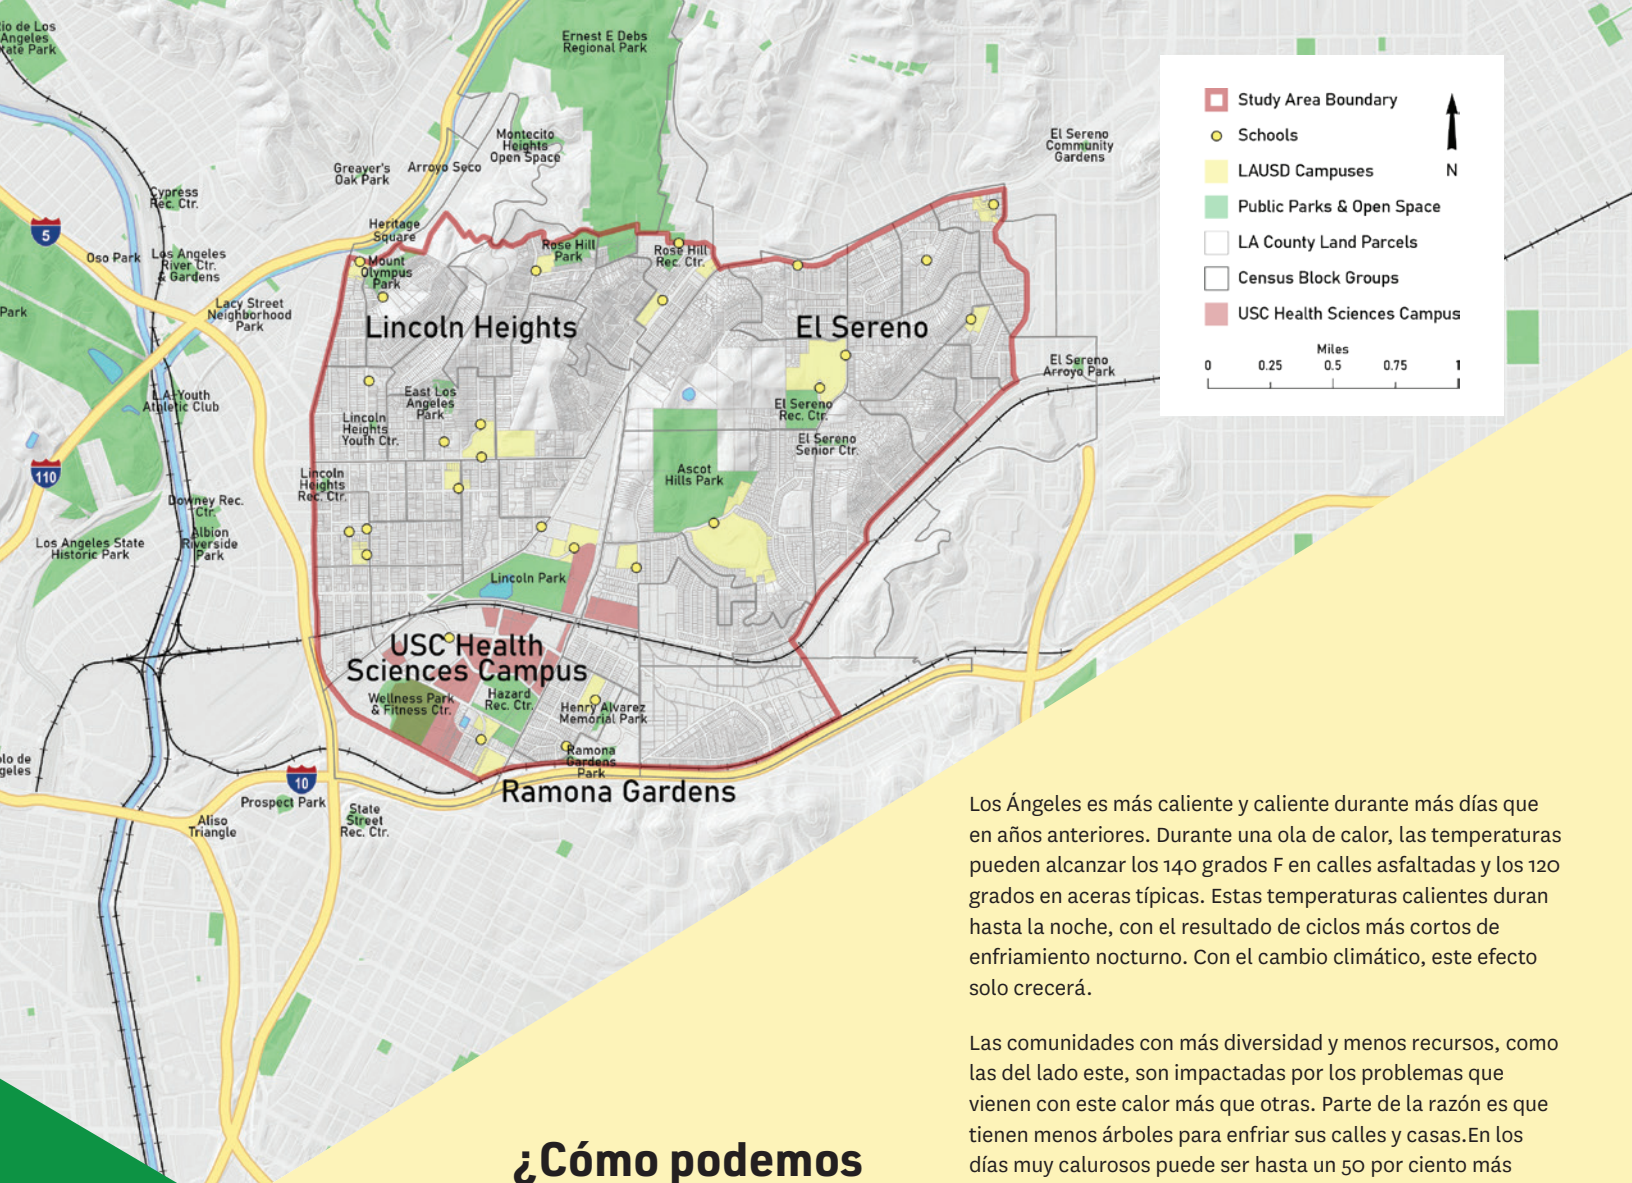 Ernest E Debs
Regional Park
Montecito
Heights
Open Space
Greayer's
Oak Park
Arroyo Seco
El Sereno
Community
Gardens
Cypress
Rec. Ctr.
Heritage
Square
5
Oso Park
Los Angeles
River Ctr.
& Gardens
Mount
Olympus
Park
Rose Hill
Park
Rose Hill
Rec. Ctr.
Lacy Street
Neighborhood
Park
Park
Lincoln Heights
El Sereno
El Sereno
Arroyo Park
L.A. Youth
Athletic Club
East Los
Angeles
Park
El Sereno
Rec. Ctr.
Lincoln
Heights
Youth Ctr.
El Sereno
Senior Ctr.
110
Lincoln
Heights
Rec. Ctr.
Ascot
Hills Park
Downey Rec.
Ctr.
Los Angeles State
Historic Park
Albion
Riverside
Park
Lincoln Park
USC Health
Sciences Campus
Wellness Park
& Fitness Ctr.
Hazard
Rec. Ctr.
Henry Alvarez
Memorial Park
Ramona
Gardens
Park
Ramona Gardens
10
Prospect Park
State
Street
Rec. Ctr.
Aliso
Triangle
Study Area Boundary
Schools
LAUSD Campuses
Public Parks & Open Space
LA County Land Parcels
Census Block Groups
USC Health Sciences Campus
N
Miles
0 0.25 0.5 0.75 1
Los Ángeles es más caliente y caliente durante más días que
en años anteriores. Durante una ola de calor, las temperaturas
pueden alcanzar los 140 grados F en calles asfaltadas y los 120
grados en aceras típicas. Estas temperaturas calientes duran
hasta la noche, con el resultado de ciclos más cortos de
enfriamiento nocturno. Con el cambio climático, este efecto
solo crecerá.
Las comunidades con más diversidad y menos recursos, como
las del lado este, son impactadas por los problemas que
vienen con este calor más que otras. Parte de la razón es que
tienen menos árboles para enfriar sus calles y casas.En los
días muy calurosos puede ser hasta un 50 por ciento más
¿Cómo podemos